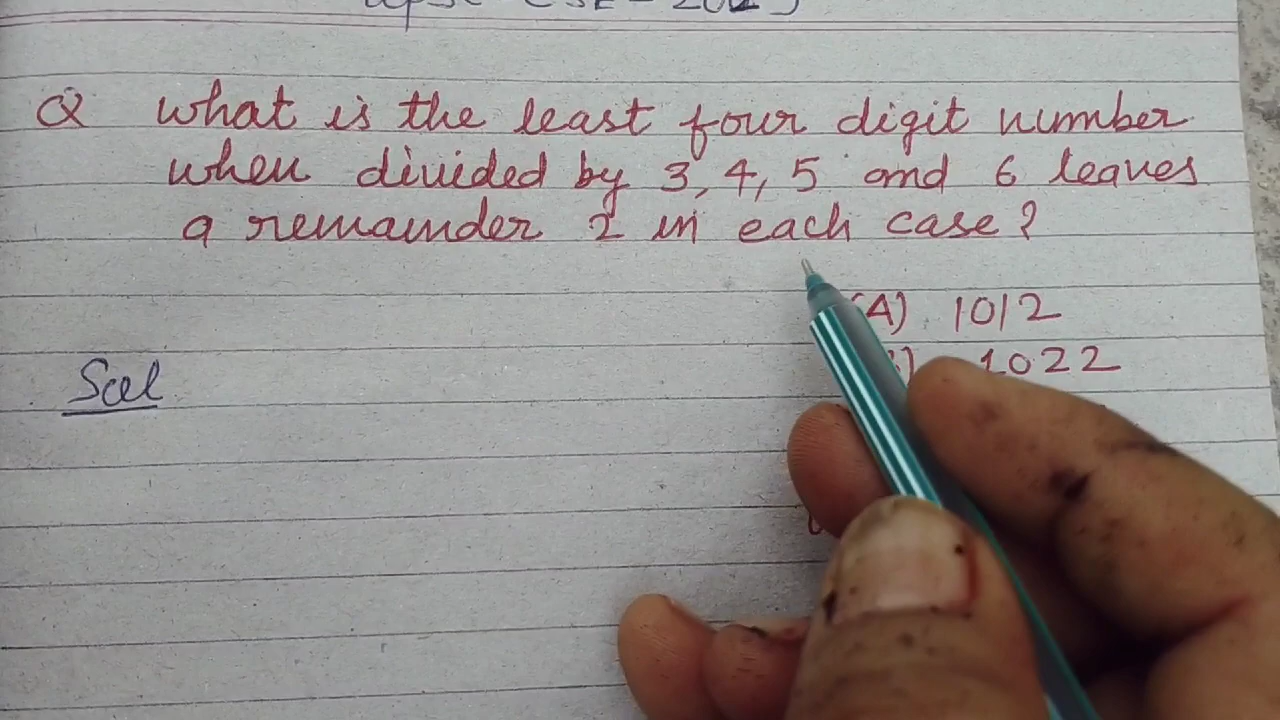 Q what is the least four digit number
when divided by 3, 4, 5 and 6 leaves
a remainder 2 in each case?
(A) 1012
1022
Sol